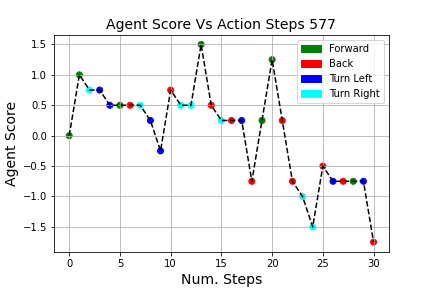 Agent Score Vs Action Steps 577
Agent Score
1.5
1.0
0.5
0.0
−0.5
−1.0
−1.5
Forward
Back
Turn Left
Turn Right
0 5 10 15 20 25 30
Num. Steps